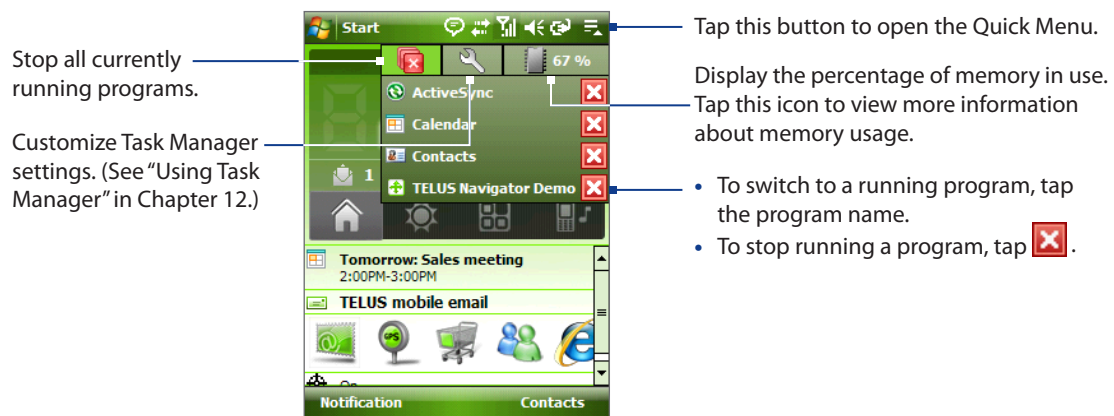 Stop all currently
running programs.
Customize Task Manager
settings. (See “Using Task
Manager” in Chapter 12.)
Start
67 %
ActiveSync
Calendar
Contacts
TELUS Navigator Demo
1
Tomorrow: Sales meeting
2:00PM-3:00PM
TELUS mobile email
GPS
Notification
Contacts
Tap this button to open the Quick Menu.
Display the percentage of memory in use.
Tap this icon to view more information
about memory usage.
• To switch to a running program, tap
the program name.
• To stop running a program, tap .